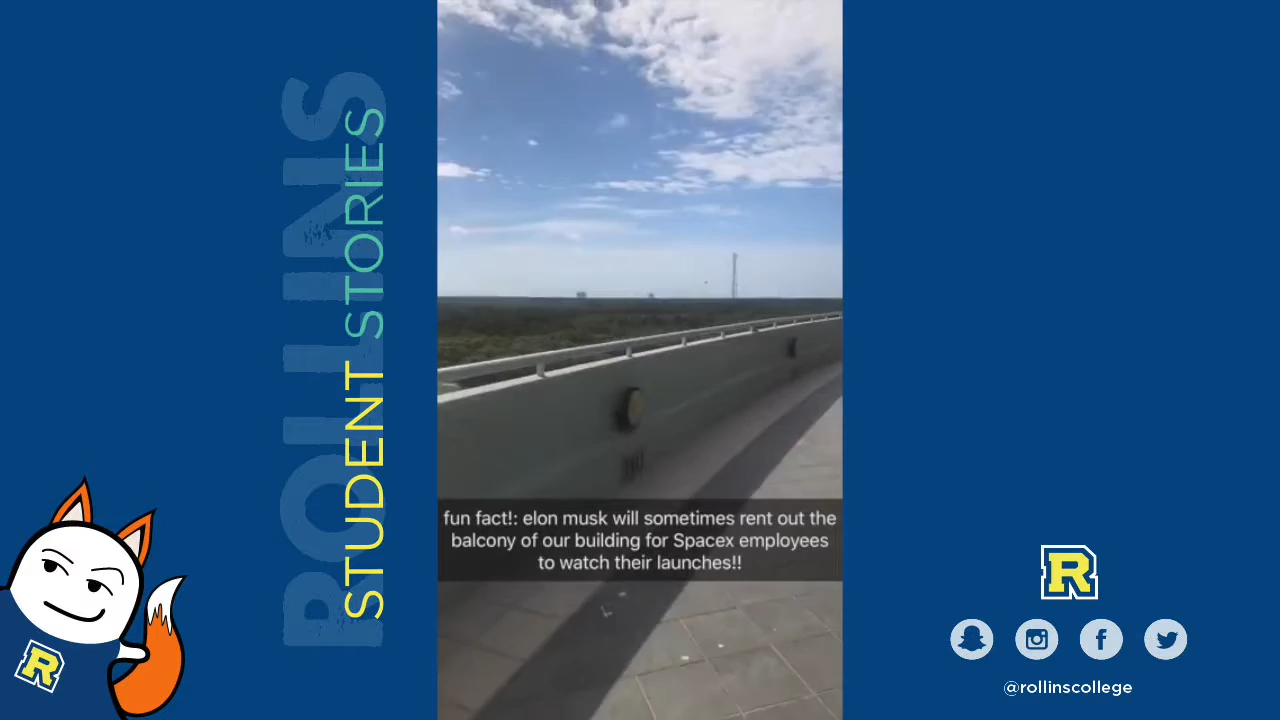 ROLLINS
STUDENT STORIES
fun fact!: elon musk will sometimes rent out the
balcony of our building for Spacex employees
to watch their launches!!
R
R
@rollinscollege